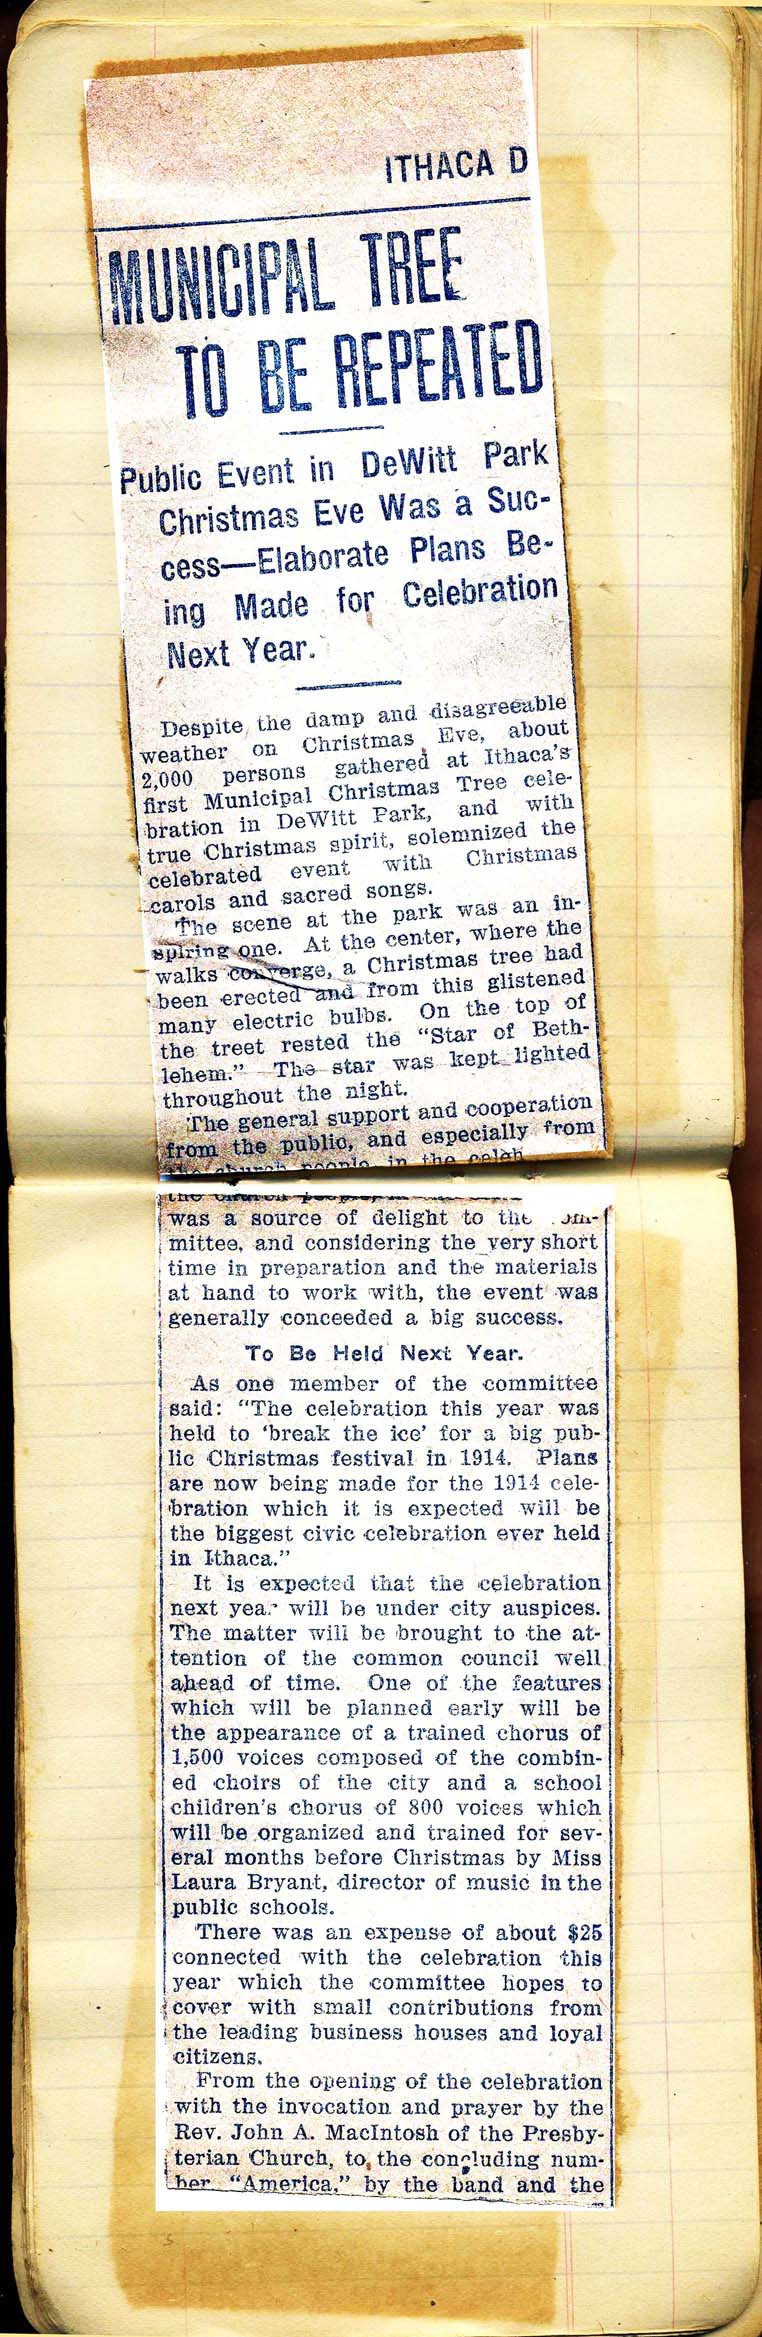 ITHACA D
MUNICIPAL TREE
TO BE REPEATED
Public Event in DeWitt Park
Christmas Eve Was a Suc-
cess—Elaborate Plans Be-
ing Made for Celebration
Next Year.
Despite the damp and disagreeable
weather on Christmas Eve, about
2,000 persons gathered at Ithaca's
first Municipal Christmas Tree cele-
bration in DeWitt Park, and with
true Christmas spirit, solemnized the
celebrated event with Christmas
carols and sacred songs.
The scene at the park was an in-
spiring one. At the center, where the
walks converge, a Christmas tree had
been erected and from this glistened
many electric bulbs. On the top of
the treet rested the "Star of Beth-
lehem." The star was kept lighted
throughout the night.
The general support and cooperation
from the public, and especially from
the church people in the celeb
the church
was a source of delight to the
mittee, and considering the very short
time in preparation and the materials
at hand to work with, the event was
generally conceeded a big success.
To Be Held Next Year.
As one member of the committee
said: "The celebration this year was
held to 'break the ice' for a big pub-
lic Christmas festival in 1914. Plans
are now being made for the 1914 cele-
bration which it is expected will be
the biggest civic celebration ever held
in Ithaca."
It is expected that the celebration
next year will be under city auspices.
The matter will be brought to the at-
tention of the common council well
ahead of time. One of the features
which will be planned early will be
the appearance of a trained chorus of
1,500 voices composed of the combin-
ed choirs of the city and a school
children's chorus of 800 voices which
will be organized and trained for sev-
eral months before Christmas by Miss
Laura Bryant, director of music in the
public schools.
There was an expense of about $25
connected with the celebration this
year which the committee hopes to
cover with small contributions from
the leading business houses and loyal
citizens.
From the opening of the celebration
with the invocation and prayer by the
Rev. John A. MacIntosh of the Presby-
terian Church, to the concluding num-
ber, "America," by the band and the